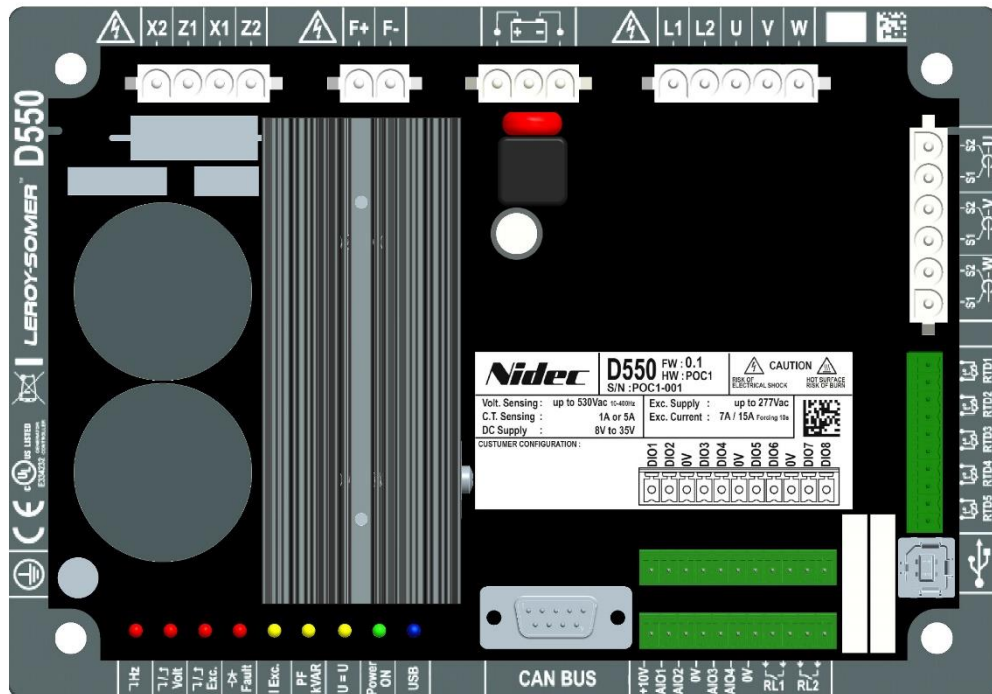 X2 Z1 X1 Z2
F+ F-
+ -
L1 L2 U V W
LEROY-SOMER™ D550
C UL US LISTED
CE
S2 S1 U
S2 S1 V
S2 S1 W
Nidec
D550 FW : 0.1
HW : POC1
S/N : POC1-001
CAUTION
RISK OF ELECTRICAL SHOCK
HOT SURFACE RISK OF BURN
Volt. Sensing : up to 530Vac 10-400Hz
C.T. Sensing : 1A or 5A
DC Supply : 8V to 35V
Exc. Supply : up to 277Vac
Exc. Current : 7A / 15A Forcing 10s
CUSTUMER CONFIGURATION :
DIO1 DIO2 0V DIO3 DIO4 0V DIO5 DIO6 0V DIO7 DIO8
RTD1
RTD2
RTD3
RTD4
RTD5
Hz
Volt
Exc.
Fault
I Exc.
PF kVAR
U = U
Power ON
USB
CAN BUS
+10V AIO1 AIO2 0V AIO3 AIO4 0V RL1 RL2